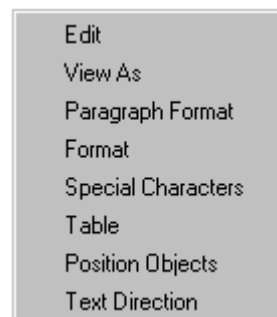 Edit
View As
Paragraph Format
Format
Special Characters
Table
Position Objects
Text Direction